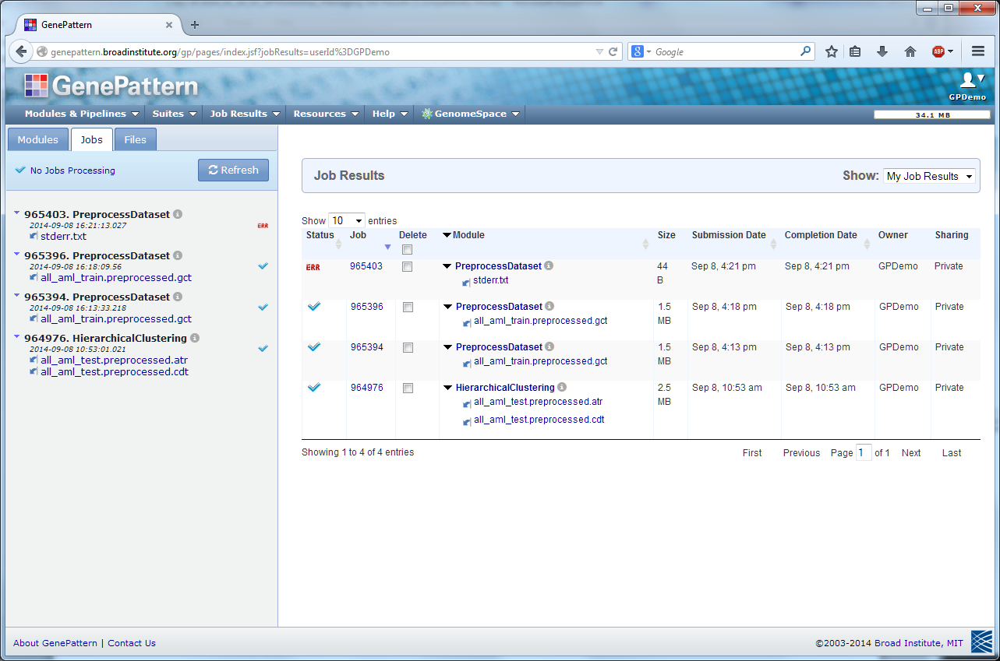 GenePattern
genepattern.broadinstitute.org/gp/pages/index.jsf?jobResults=userId%3DGPDemo
Google
ABP
GenePattern
GPDemo
Modules & Pipelines Suites Job Results Resources Help GenomeSpace
34.1 MB
Modules Jobs Files
No Jobs Processing Refresh
965403. PreprocessDataset
2014-09-08 16:21:13.027
ERR
stderr.txt
965396. PreprocessDataset
2014-09-08 16:18:09.56
all_aml_train.preprocessed.gct
965394. PreprocessDataset
2014-09-08 16:13:33.218
all_aml_train.preprocessed.gct
964976. HierarchicalClustering
2014-09-08 10:53:01.021
all_aml_test.preprocessed.atr
all_aml_test.preprocessed.cdt
Job Results Show: My Job Results
Show 10 entries
Status Job Delete Module Size Submission Date Completion Date Owner Sharing
ERR 965403 PreprocessDataset 44 Sep 8, 4:21 pm Sep 8, 4:21 pm GPDemo Private
stderr.txt B
965396 PreprocessDataset 1.5 Sep 8, 4:18 pm Sep 8, 4:18 pm GPDemo Private
all_aml_train.preprocessed.gct MB
965394 PreprocessDataset 1.5 Sep 8, 4:13 pm Sep 8, 4:13 pm GPDemo Private
all_aml_train.preprocessed.gct MB
964976 HierarchicalClustering 2.5 Sep 8, 10:53 am Sep 8, 10:53 am GPDemo Private
all_aml_test.preprocessed.atr MB
all_aml_test.preprocessed.cdt
Showing 1 to 4 of 4 entries First Previous Page 1 of 1 Next Last
About GenePattern | Contact Us ©2003-2014 Broad Institute, MIT